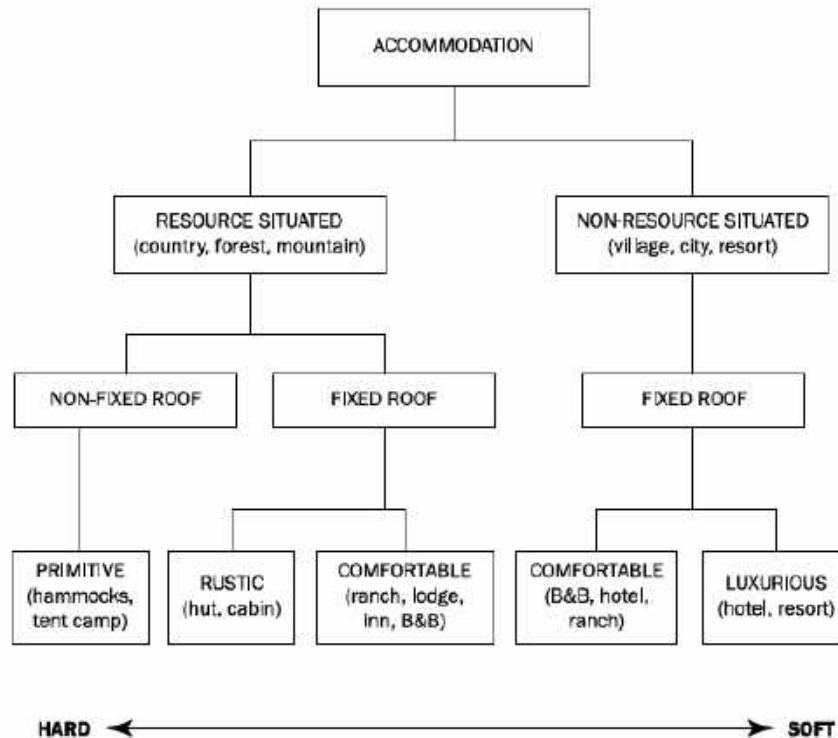 ACCOMMODATION
RESOURCE SITUATED
(country, forest, mountain)
NON-RESOURCE SITUATED
(village, city, resort)
NON-FIXED ROOF
FIXED ROOF
FIXED ROOF
PRIMITIVE
(hammocks,
tent camp)
RUSTIC
(hut, cabin)
COMFORTABLE
(ranch, lodge,
inn, B&B)
COMFORTABLE
(B&B, hotel,
ranch)
LUXURIOUS
(hotel, resort)
HARD
SOFT